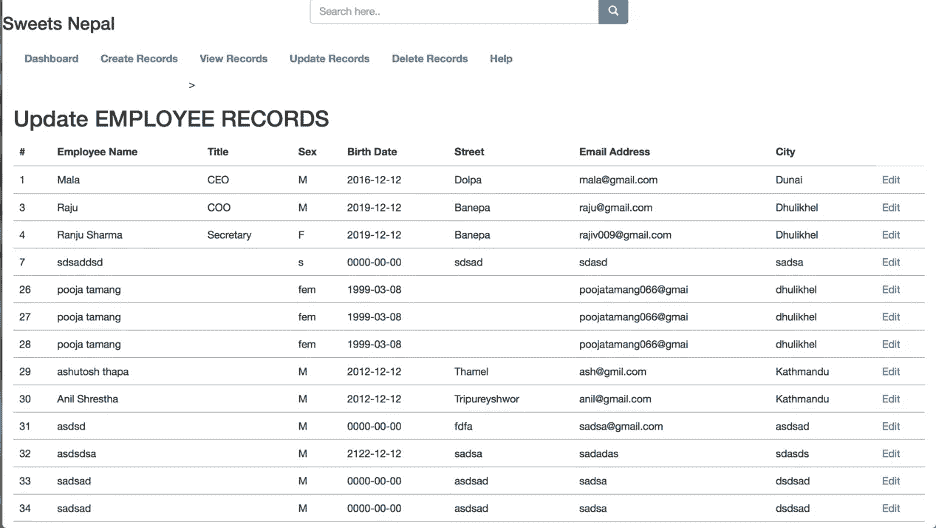 Search here..
Sweets Nepal
Dashboard Create Records View Records Update Records Delete Records Help
>
Update EMPLOYEE RECORDS
# Employee Name Title Sex Birth Date Street Email Address City
1 Mala CEO M 2016-12-12 Dolpa mala@gmail.com Dunai Edit
3 Raju COO M 2019-12-12 Banepa raju@gmail.com Dhulikhel Edit
4 Ranju Sharma Secretary F 2019-12-12 Banepa rajiv009@gmail.com Dhulikhel Edit
7 sdsaddsd s 0000-00-00 sdsad sdasd sadsa Edit
26 pooja tamang fem 1999-03-08 poojatamang066@gmai dhulikhel Edit
27 pooja tamang fem 1999-03-08 poojatamang066@gmai dhulikhel Edit
28 pooja tamang fem 1999-03-08 poojatamang066@gmai dhulikhel Edit
29 ashutosh thapa M 2012-12-12 Thamel ash@gmil.com Kathmandu Edit
30 Anil Shrestha M 2012-12-12 Tripureyshwor anil@gmail.com Kathmandu Edit
31 asdsd M 0000-00-00 fdfa sadsa@gmail.com asdsad Edit
32 asdsdsa M 2122-12-12 sadsa sadadas sdasds Edit
33 sadsad M 0000-00-00 asdsad sadsa dsdsad Edit
34 sadsad M 0000-00-00 asdsad sadsa dsdsad Edit